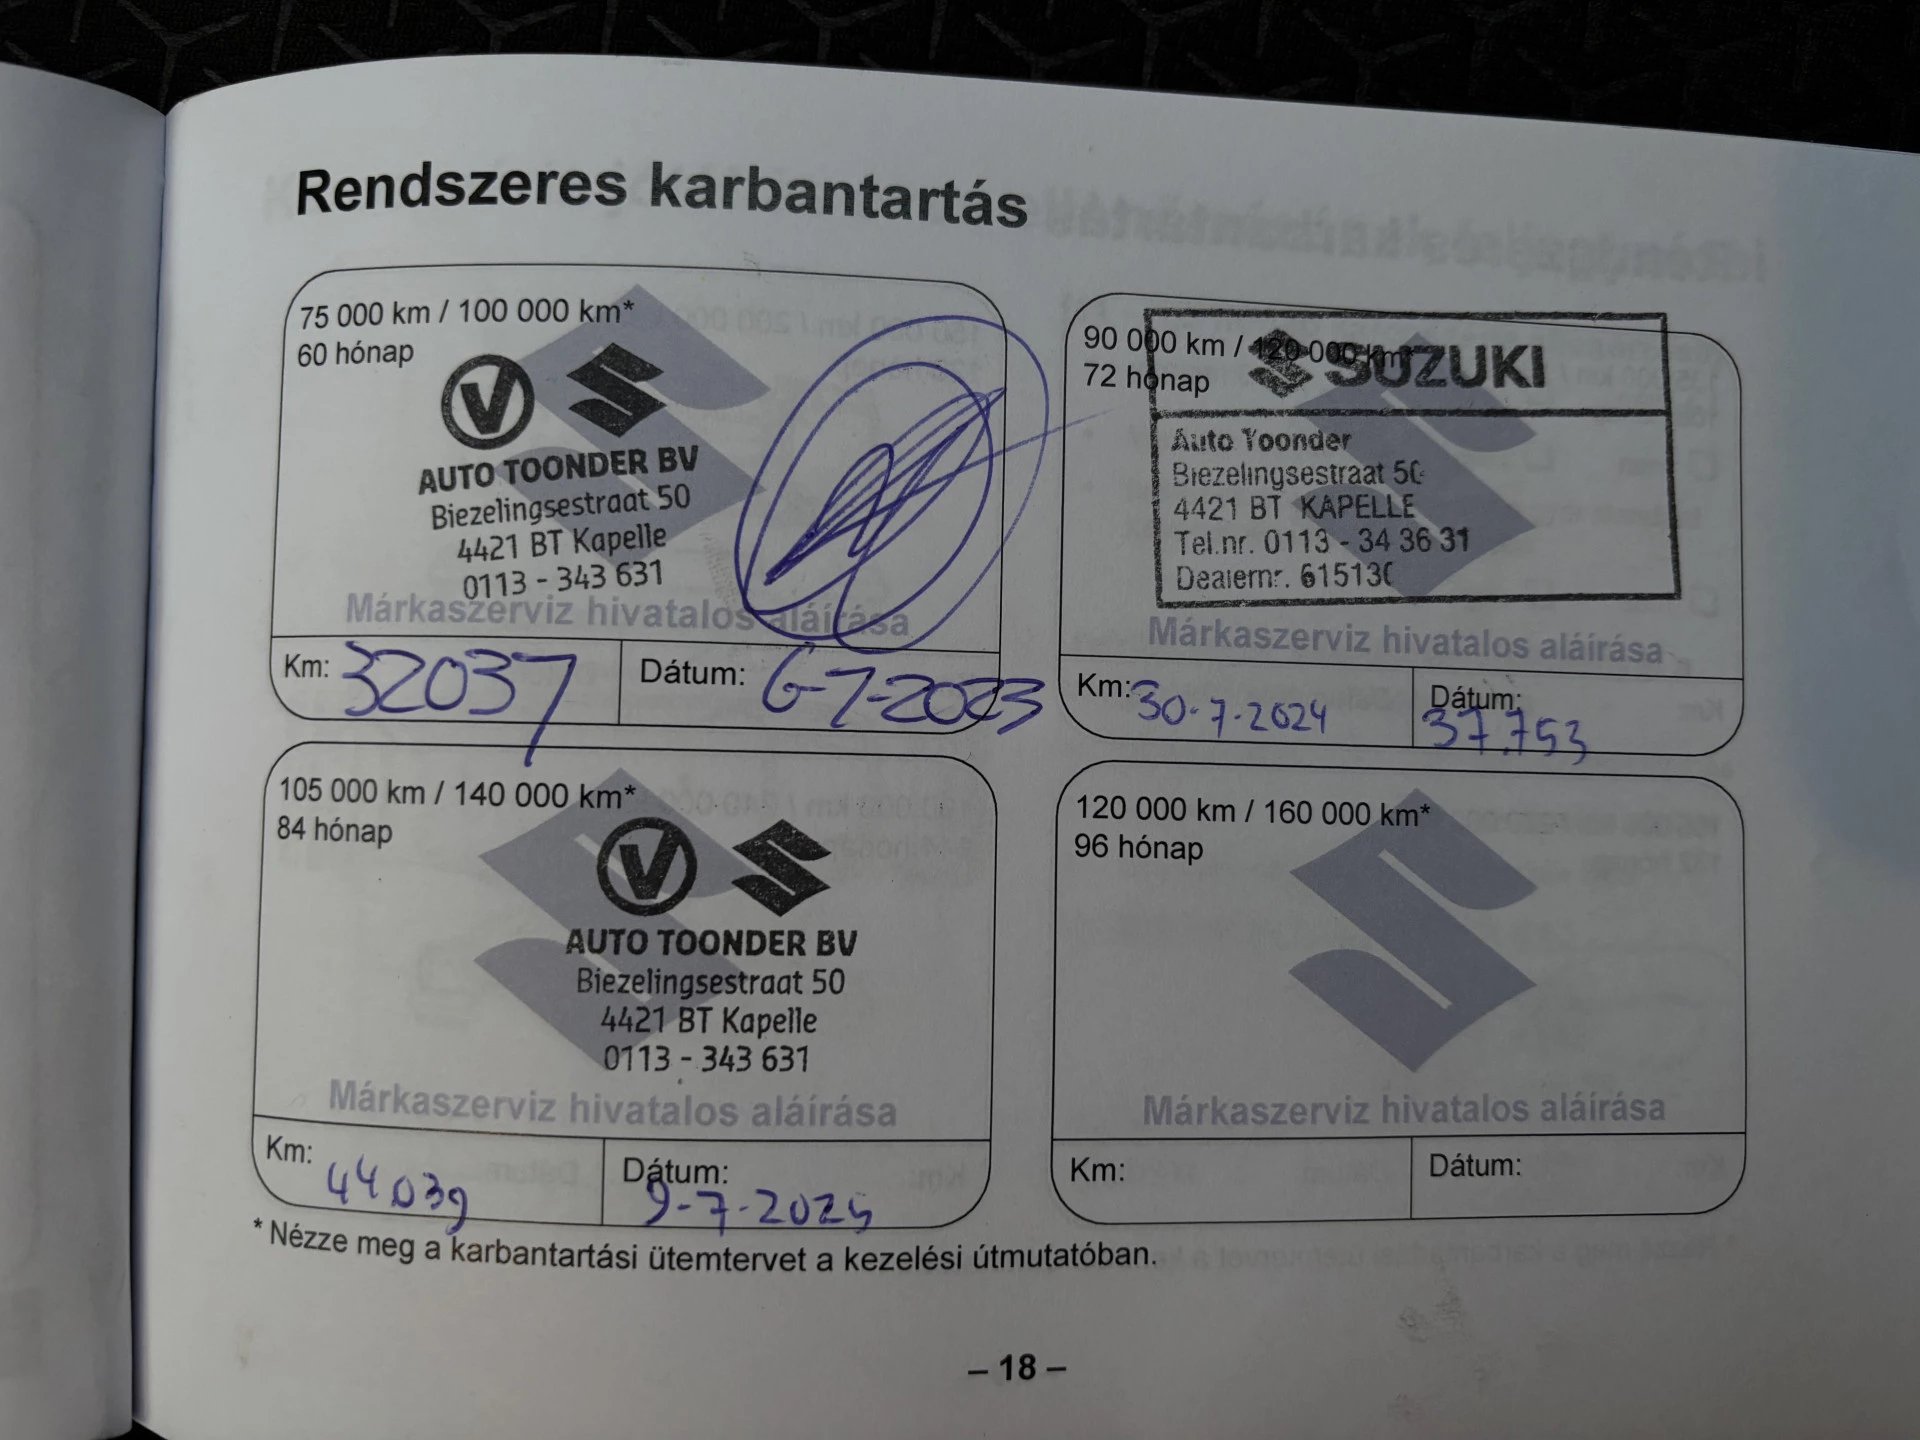 Rendszeres karbantartás
75 000 km / 100 000 km*
60 hónap
AUTO TOONDER BV
Biezelingsestraat 50
4421 BT Kapelle
0113 - 343 631
Márkaszerviz hivatalos aláírása
Km: 32037
Dátum: 6-7-2023
90 000 km / 120 000 km*
72 hónap
SUZUKI
Auto Toonder
Biezelingsestraat 50
4421 BT KAPELLE
Tel.nr. 0113 - 34 36 31
Dealernr. 615130
Márkaszerviz hivatalos aláírása
Km: 30-7-2024
Dátum: 37.753
105 000 km / 140 000 km*
84 hónap
AUTO TOONDER BV
Biezelingsestraat 50
4421 BT Kapelle
0113 - 343 631
Márkaszerviz hivatalos aláírása
Km: 44039
Dátum: 9-7-2025
120 000 km / 160 000 km*
96 hónap
Márkaszerviz hivatalos aláírása
Km:
Dátum:
* Nézze meg a karbantartási ütemtervet a kezelési útmutatóban.
– 18 –